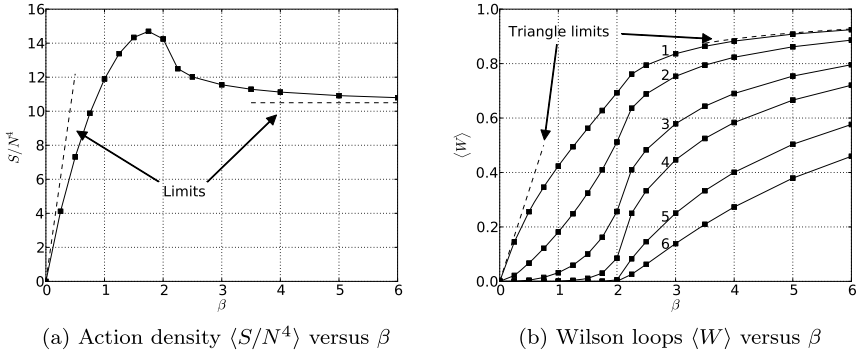 16
14
12
10
8
6
4
2
0
S/N⁴
Limits
0 1 2 3 4 5 6
β
(a) Action density ⟨S/N⁴⟩ versus β
1.0
0.8
0.6
0.4
0.2
0.0
⟨W⟩
Triangle limits
1
2
3
4
5
6
0 1 2 3 4 5 6
β
(b) Wilson loops ⟨W⟩ versus β